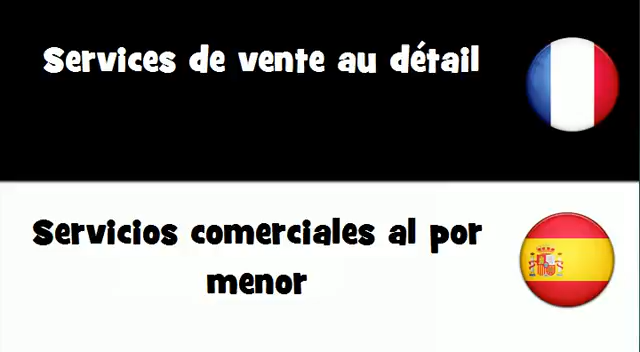 Services de vente au détail
Servicios comerciales al por
menor